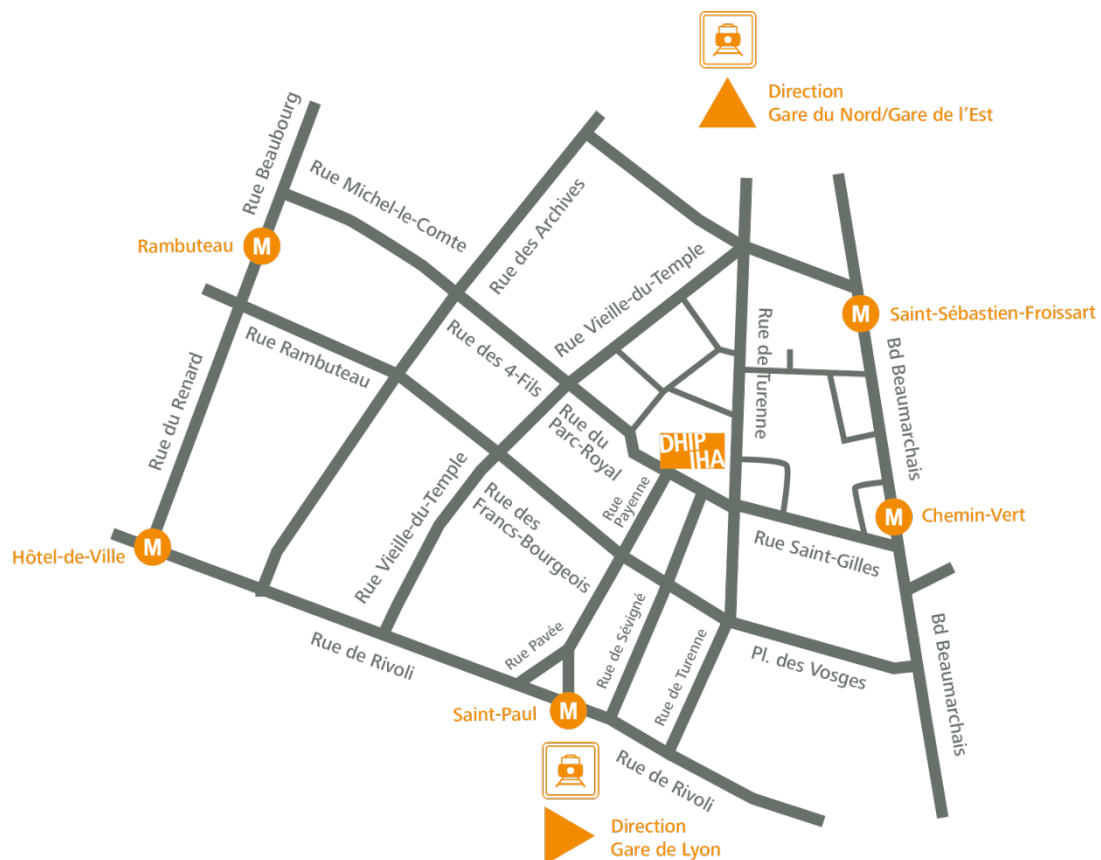 Direction
Gare du Nord/Gare de l'Est
Rue Beaubourg
Rue Michel-le-Comte
Rue des Archives
Rambuteau
M
Rue Vieille-du-Temple
Saint-Sébastien-Froissart
M
Rue Rambuteau
Rue des 4-Fils
Rue de Turenne
Bd Beaumarchais
Rue du Renard
Rue du
Parc-Royal
DHIP
IHA
Rue
Payenne
Rue Vieille-du-Temple
Rue des
Francs-Bourgeois
M
Chemin-Vert
Rue Saint-Gilles
Hôtel-de-Ville
M
Rue de Rivoli
Rue Pavée
Rue de Sévigné
Rue de Turenne
Pl. des Vosges
Bd Beaumarchais
Saint-Paul
M
Rue de Rivoli
Direction
Gare de Lyon